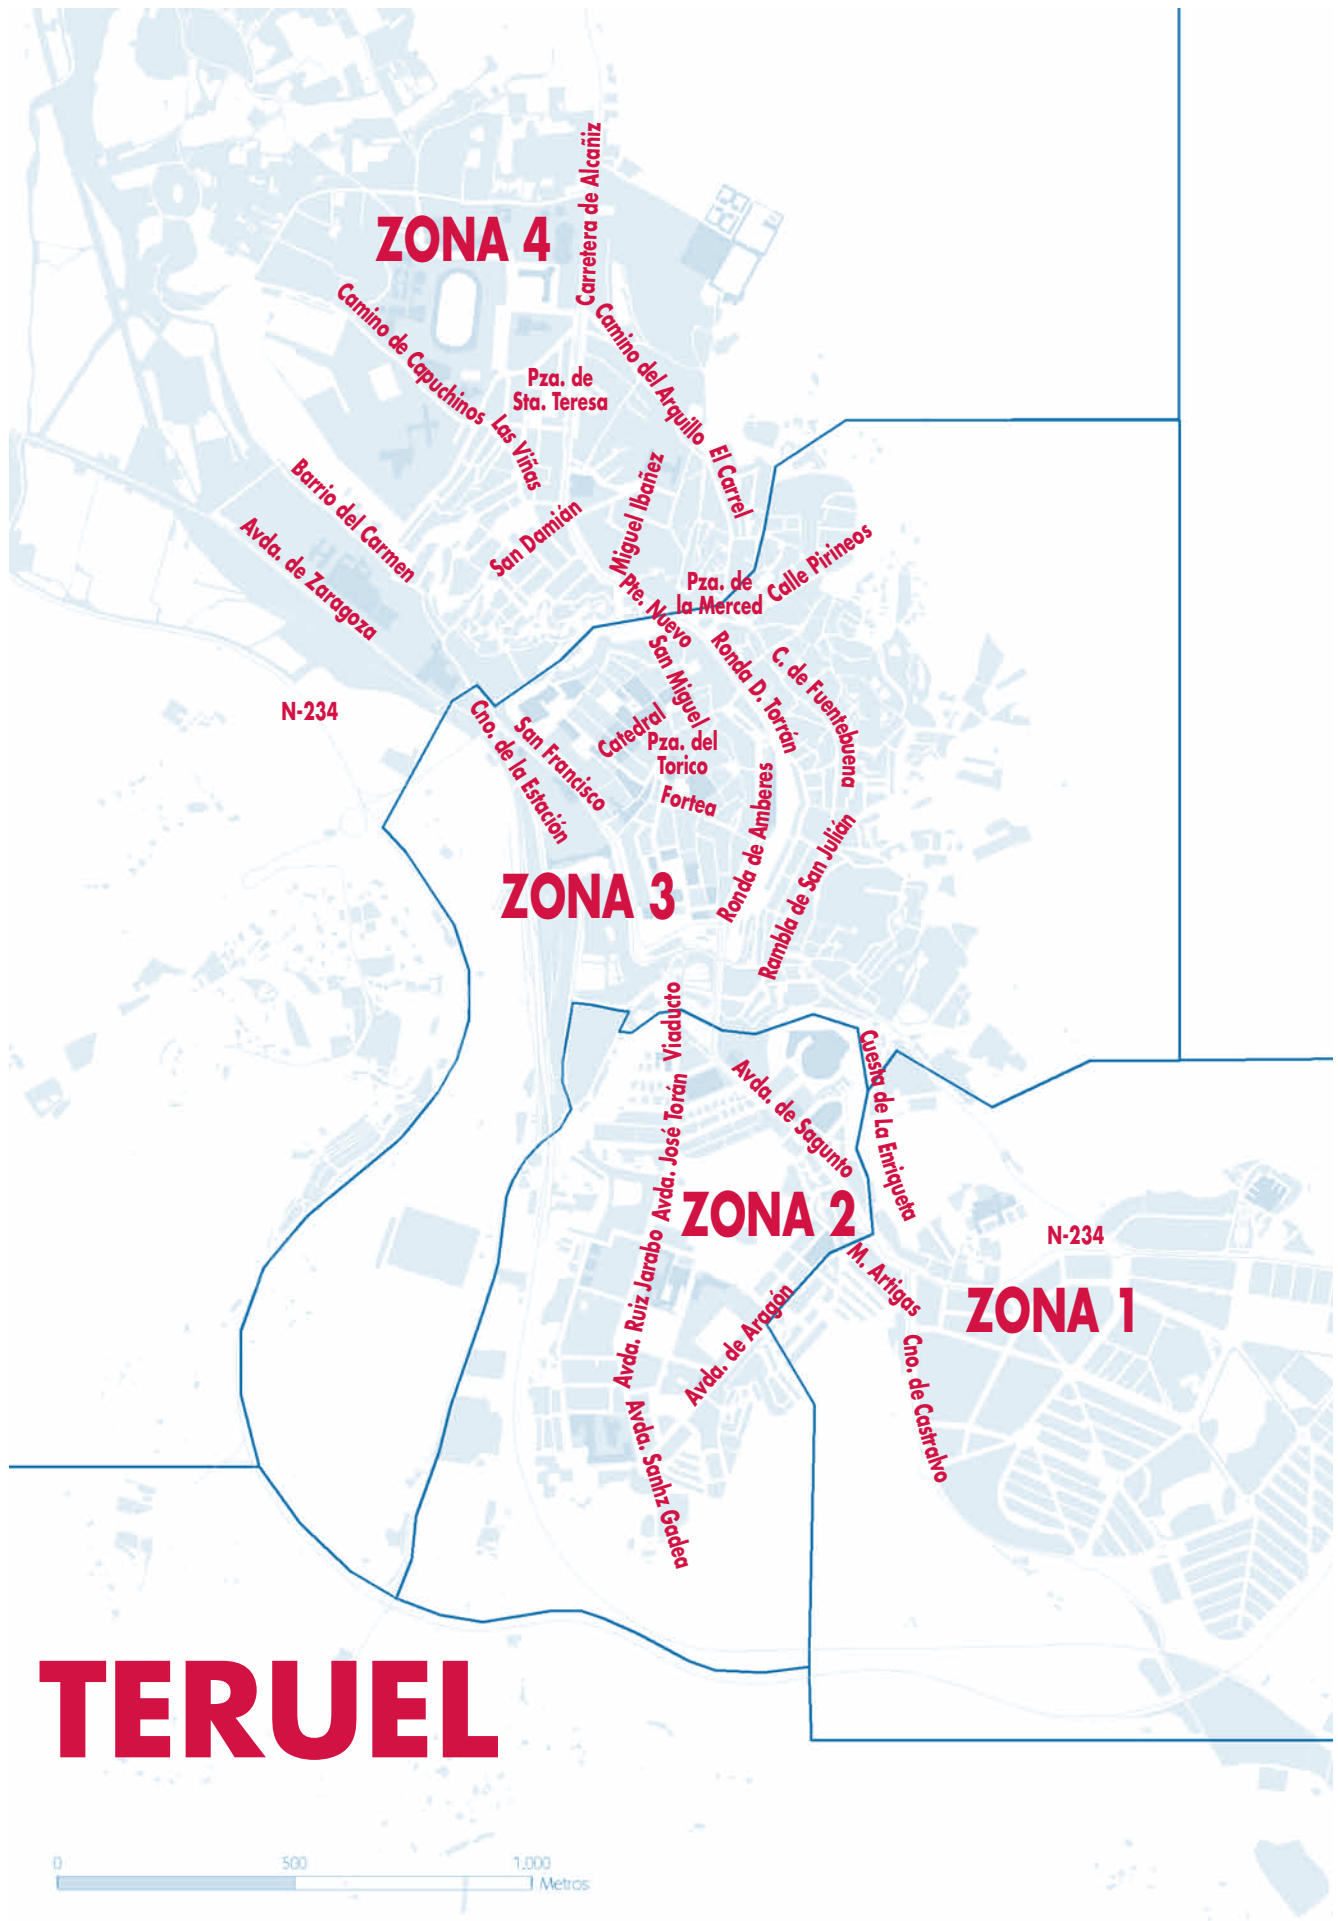 Carretera de Alcañiz
ZONA 4
Camino de Capuchinos
Camino del Arquillo
Pza. de
Sta. Teresa
Las Viñas
El Carrel
Miguel Ibañez
Barrio del Carmen
Avda. de Zaragoza
San Damián
Calle Pirineos
Pza. de
la Merced
Pte. Nuevo
San Miguel
Ronda D. Torrán
C. de Fuentebuena
N-234
Cno. de la Estación
San Francisco
Catedral
Pza. del
Torico
Fortea
Ronda de Amberes
Rambla de San Julián
ZONA 3
Viaducto
Cuesta de La Enriqueta
Avda. de Sagunto
Avda. José Torán
ZONA 2
Avda. Ruiz Jarabo
N-234
M. Artigas
ZONA 1
Avda. de Aragón
Cno. de Castralvo
Avda. Sanhz Gadea
TERUEL
0 500 1.000
Metros